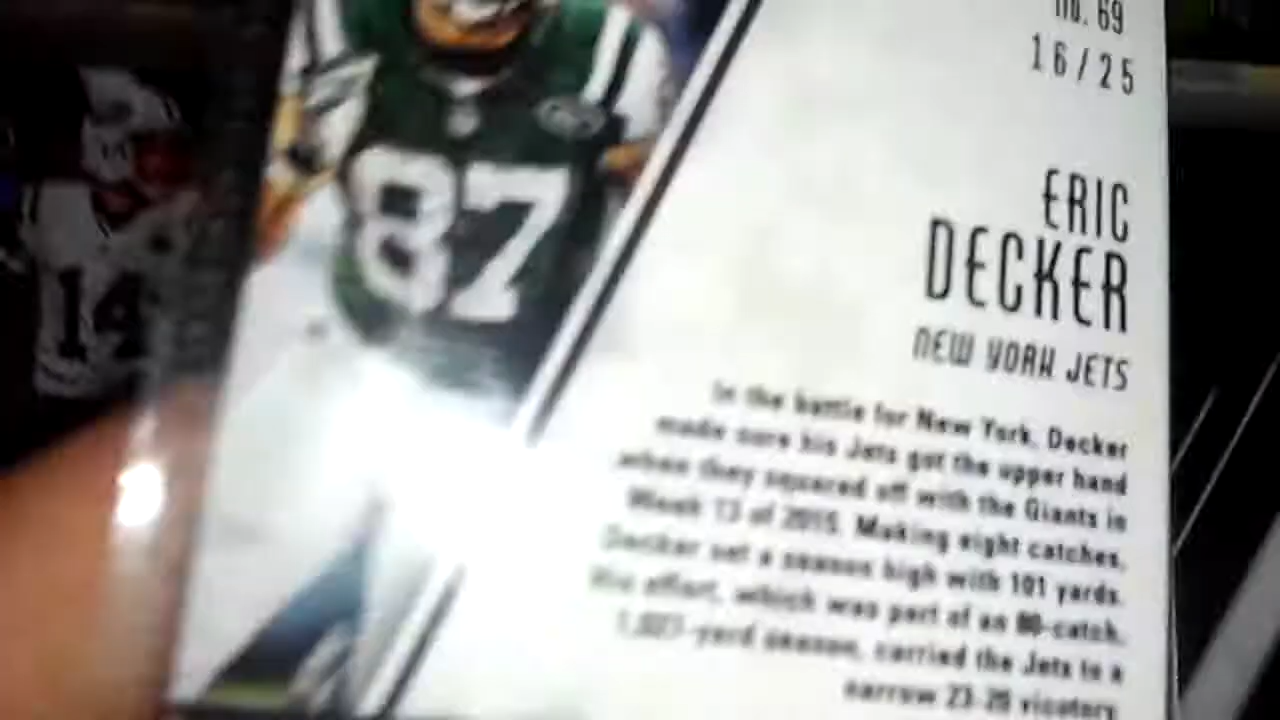 no. 69
16/25
ERIC
DECKER
NEW YORK JETS
In the battle for New York, Decker
made sure his Jets got the upper hand
when they squared off with the Giants in
Week 13 of 2015. Making eight catches,
Decker set a season high with 101 yards.
His effort, which was part of an 80-catch,
1,027-yard season, carried the Jets to a
narrow 23-20 vicotory.
87
14